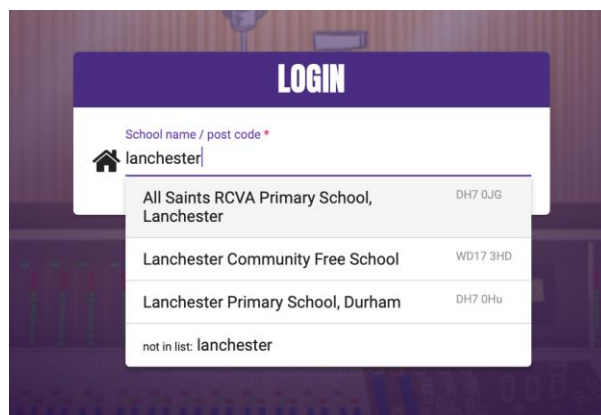 LOGIN
School name / post code *
lanchester
All Saints RCVA Primary School, DH7 0JG
Lanchester
Lanchester Community Free School WD17 3HD
Lanchester Primary School, Durham DH7 0Hu
not in list: lanchester